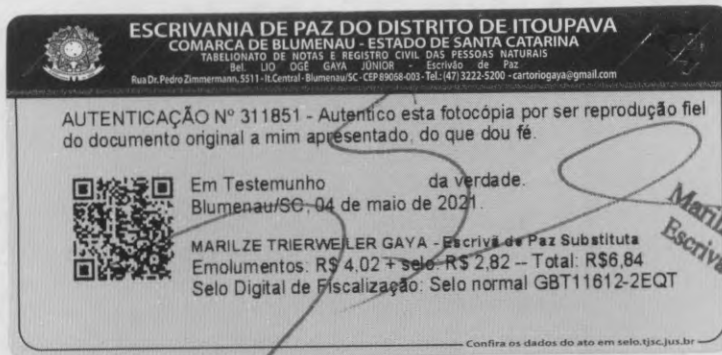 ESCRIVANIA DE PAZ DO DISTRITO DE ITOUPAVA
COMARCA DE BLUMENAU - ESTADO DE SANTA CATARINA
TABELIONATO DE NOTAS E REGISTRO CIVIL DAS PESSOAS NATURAIS
Bel. LIO OGÊ GAYA JÚNIOR - Escrivão de Paz
Rua Dr. Pedro Zimmermann, 5511 - It. Central - Blumenau/SC - CEP 89068-003 - Tel.: (47) 3222-5200 - cartoriogaya@gmail.com
AUTENTICAÇÃO Nº 311851 - Autentico esta fotocópia por ser reprodução fiel
do documento original a mim apresentado, do que dou fé.
Em Testemunho da verdade.
Blumenau/SC, 04 de maio de 2021.
MARILZE TRIERWEILER GAYA - Escrivã de Paz Substituta
Emolumentos: R$ 4,02 + selo: R$ 2,82 -- Total: R$6,84
Selo Digital de Fiscalização: Selo normal GBT11612-2EQT
Confira os dados do ato em selo.tjsc.jus.br